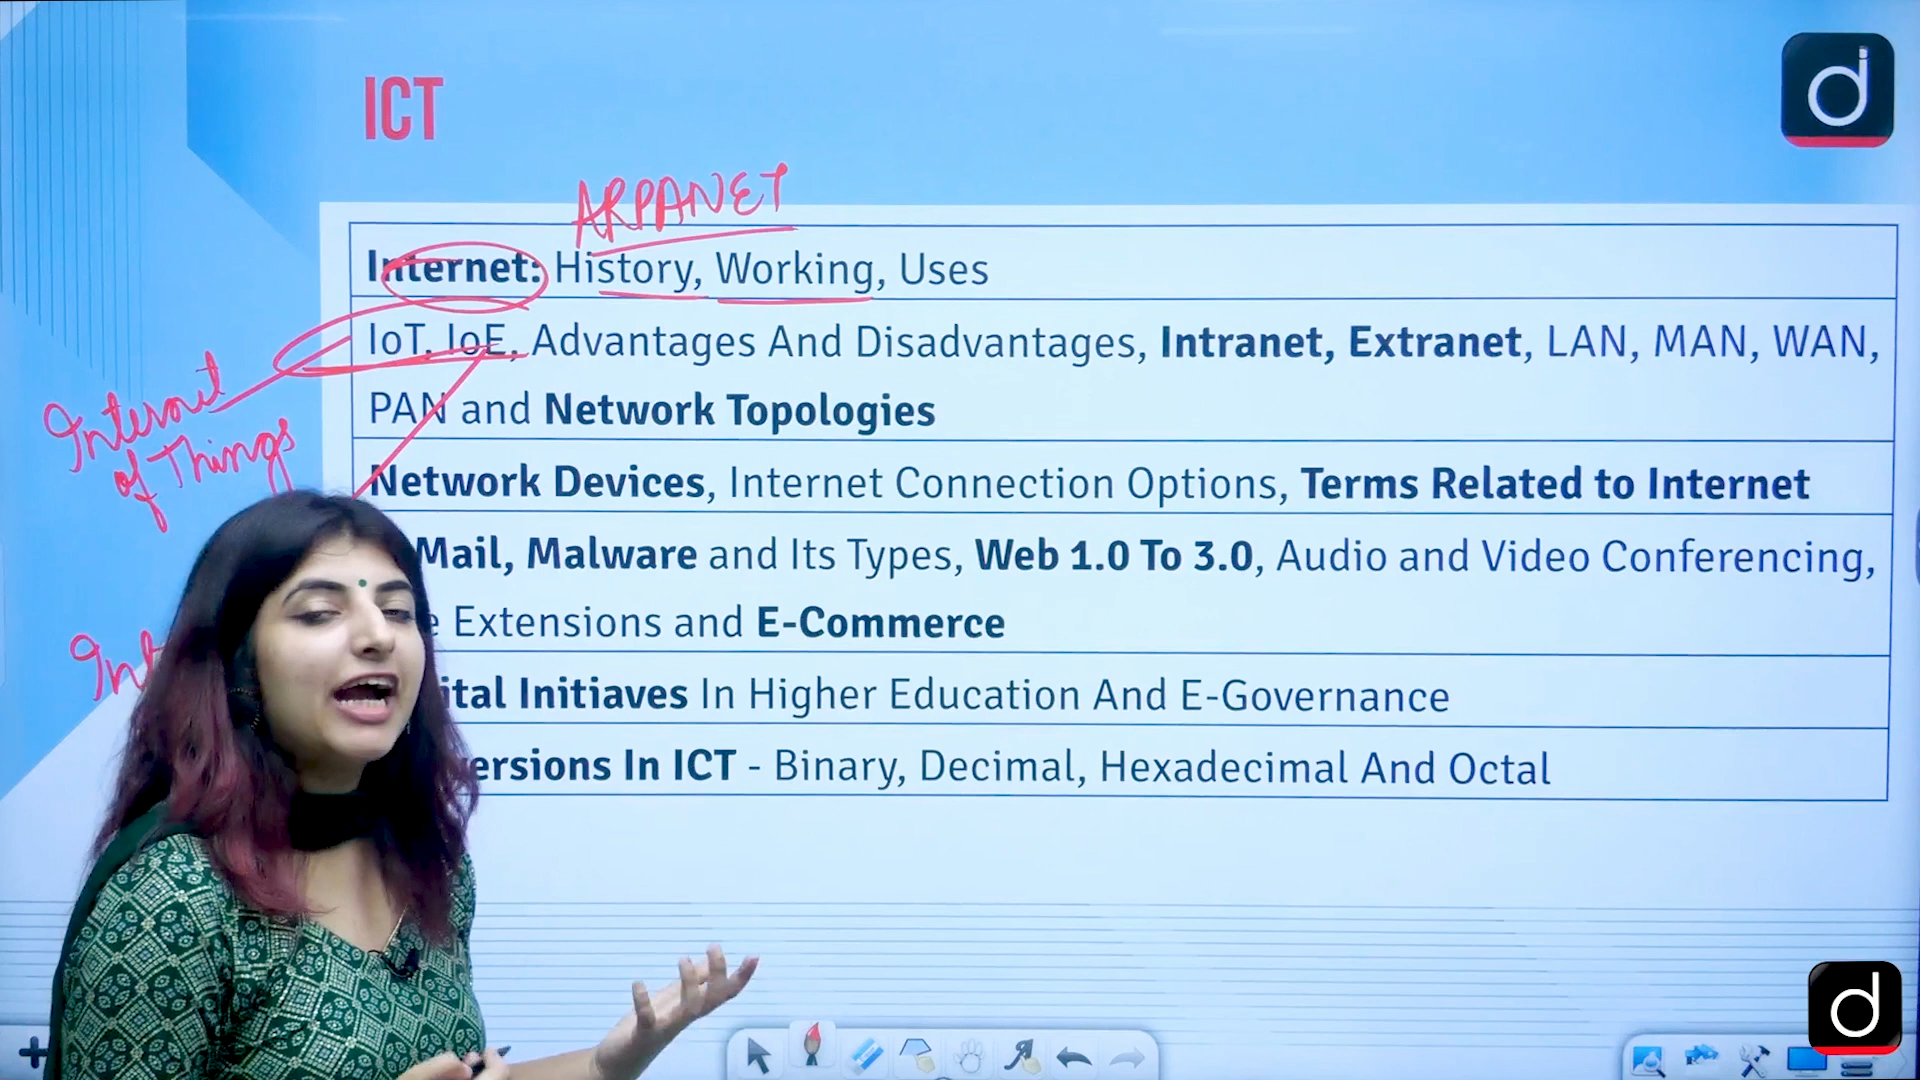 ICT
d
ARPANET
Internet: History, Working, Uses
IoT, IoE, Advantages And Disadvantages, Intranet, Extranet, LAN, MAN, WAN,
PAN and Network Topologies
Internet
of Things
Network Devices, Internet Connection Options, Terms Related to Internet
Mail, Malware and Its Types, Web 1.0 To 3.0, Audio and Video Conferencing,
Extensions and E-Commerce
Int
ital Initiaves In Higher Education And E-Governance
ersions In ICT - Binary, Decimal, Hexadecimal And Octal
d